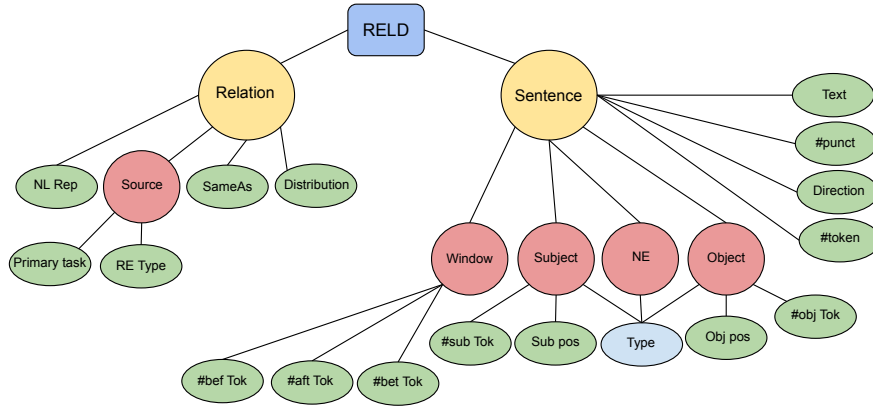 RELD
Relation
Sentence
Text
#punct
Direction
#token
NL Rep
Source
SameAs
Distribution
Primary task
RE Type
Window
Subject
NE
Object
#sub Tok
Sub pos
Type
Obj pos
#obj Tok
#bef Tok
#aft Tok
#bet Tok